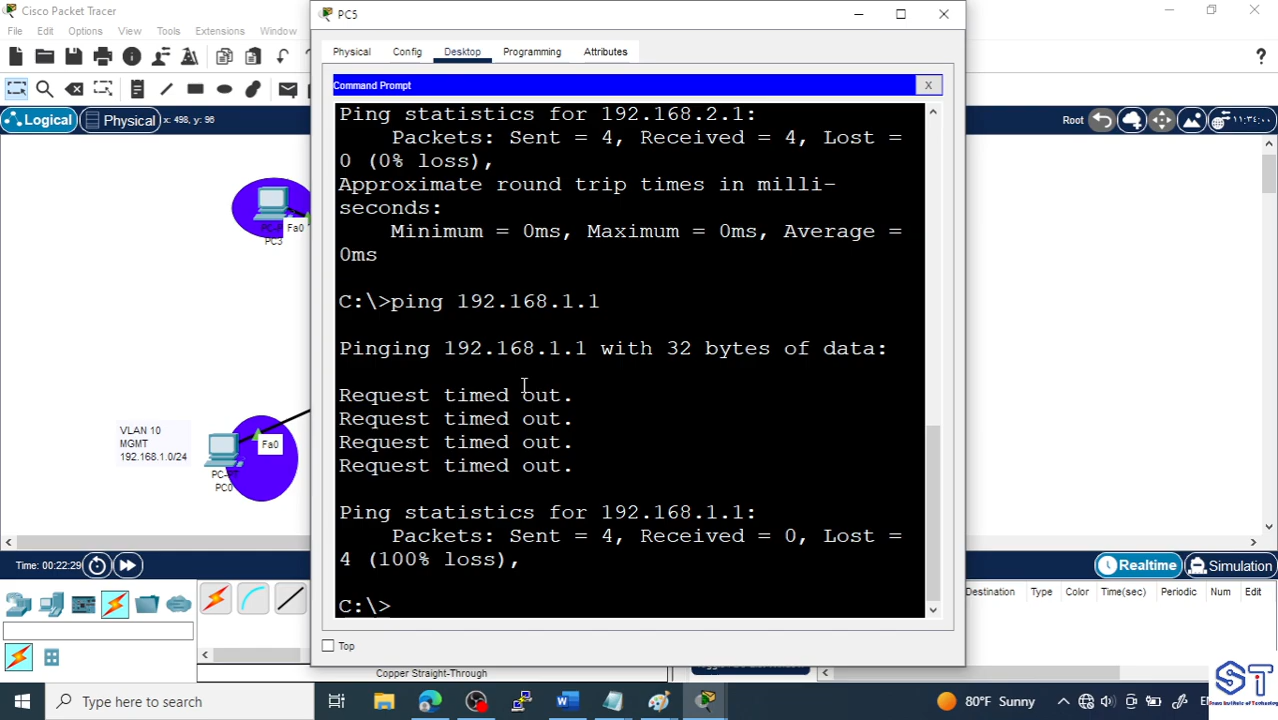 Cisco Packet Tracer
File Edit Options View Tools Extensions Window
Logical Physical x: 498, y: 96
Root
PC3
Fa0
VLAN 10
MGMT
192.168.1.0/24
Fa0
PC0
Time: 00:22:29
Realtime Simulation
Destination Type Color Time(sec) Periodic Num Edit
Copper Straight-Through
PC5
Physical Config Desktop Programming Attributes
Command Prompt X
Ping statistics for 192.168.2.1:
Packets: Sent = 4, Received = 4, Lost =
0 (0% loss),
Approximate round trip times in milli-
seconds:
Minimum = 0ms, Maximum = 0ms, Average =
0ms
C:\>ping 192.168.1.1
Pinging 192.168.1.1 with 32 bytes of data:
Request timed out.
Request timed out.
Request timed out.
Request timed out.
Ping statistics for 192.168.1.1:
Packets: Sent = 4, Received = 0, Lost =
4 (100% loss),
C:\>
Top
Type here to search
80°F Sunny